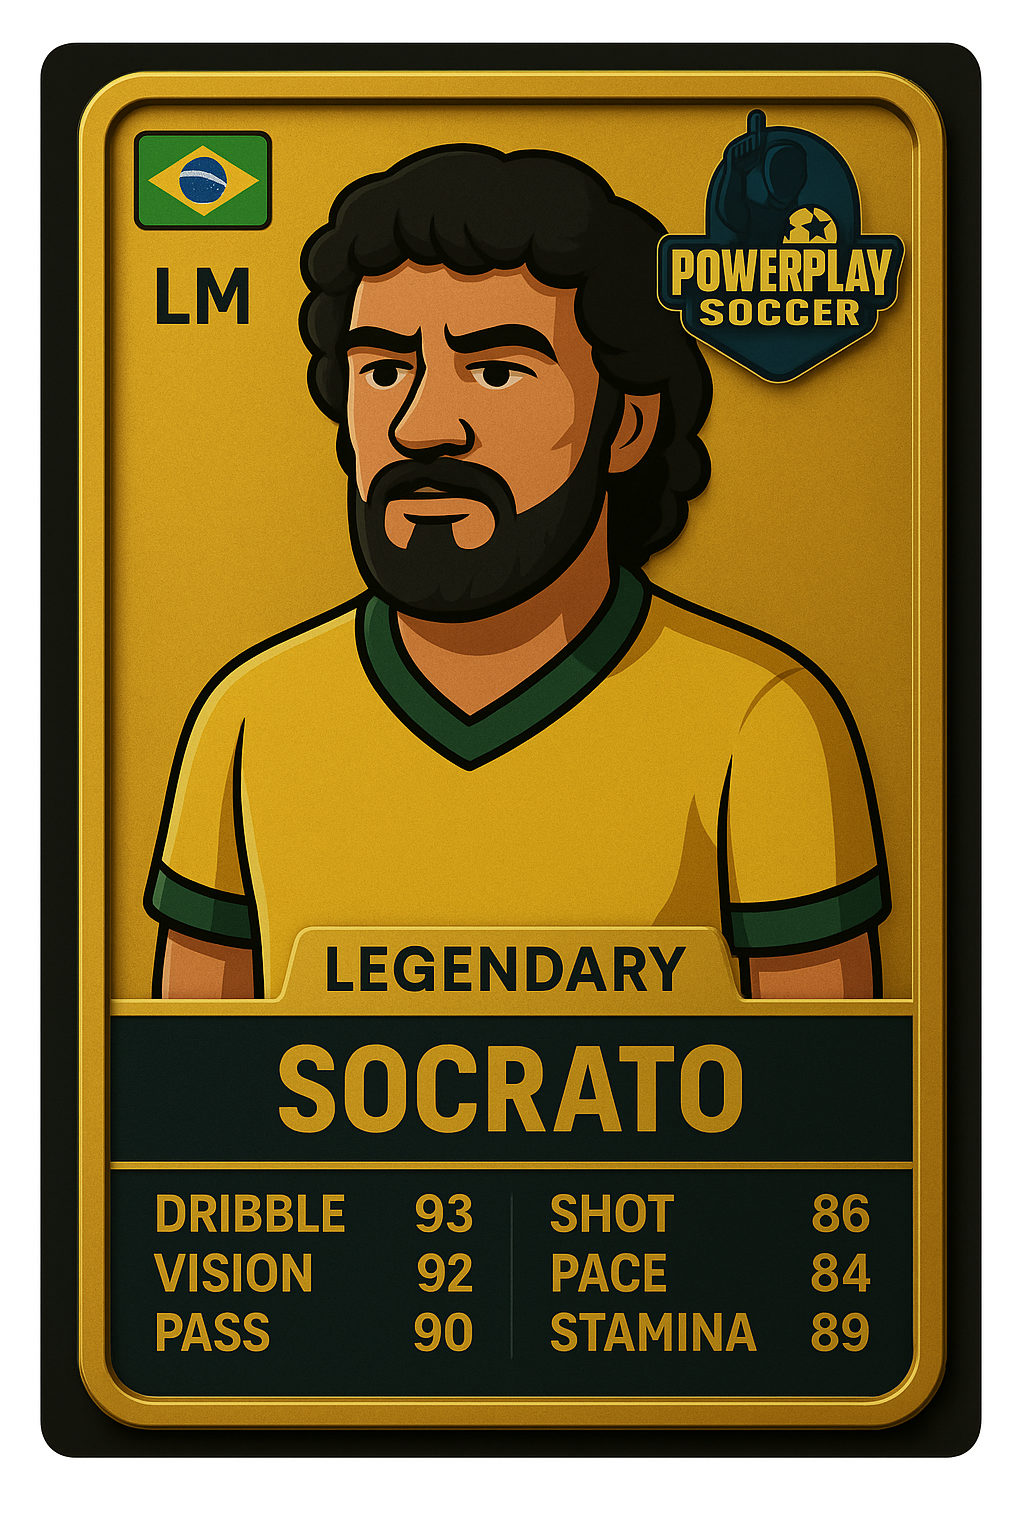 LM
POWERPLAY
SOCCER
LEGENDARY
SOCRATO
DRIBBLE 93 SHOT 86
VISION 92 PACE 84
PASS 90 STAMINA 89